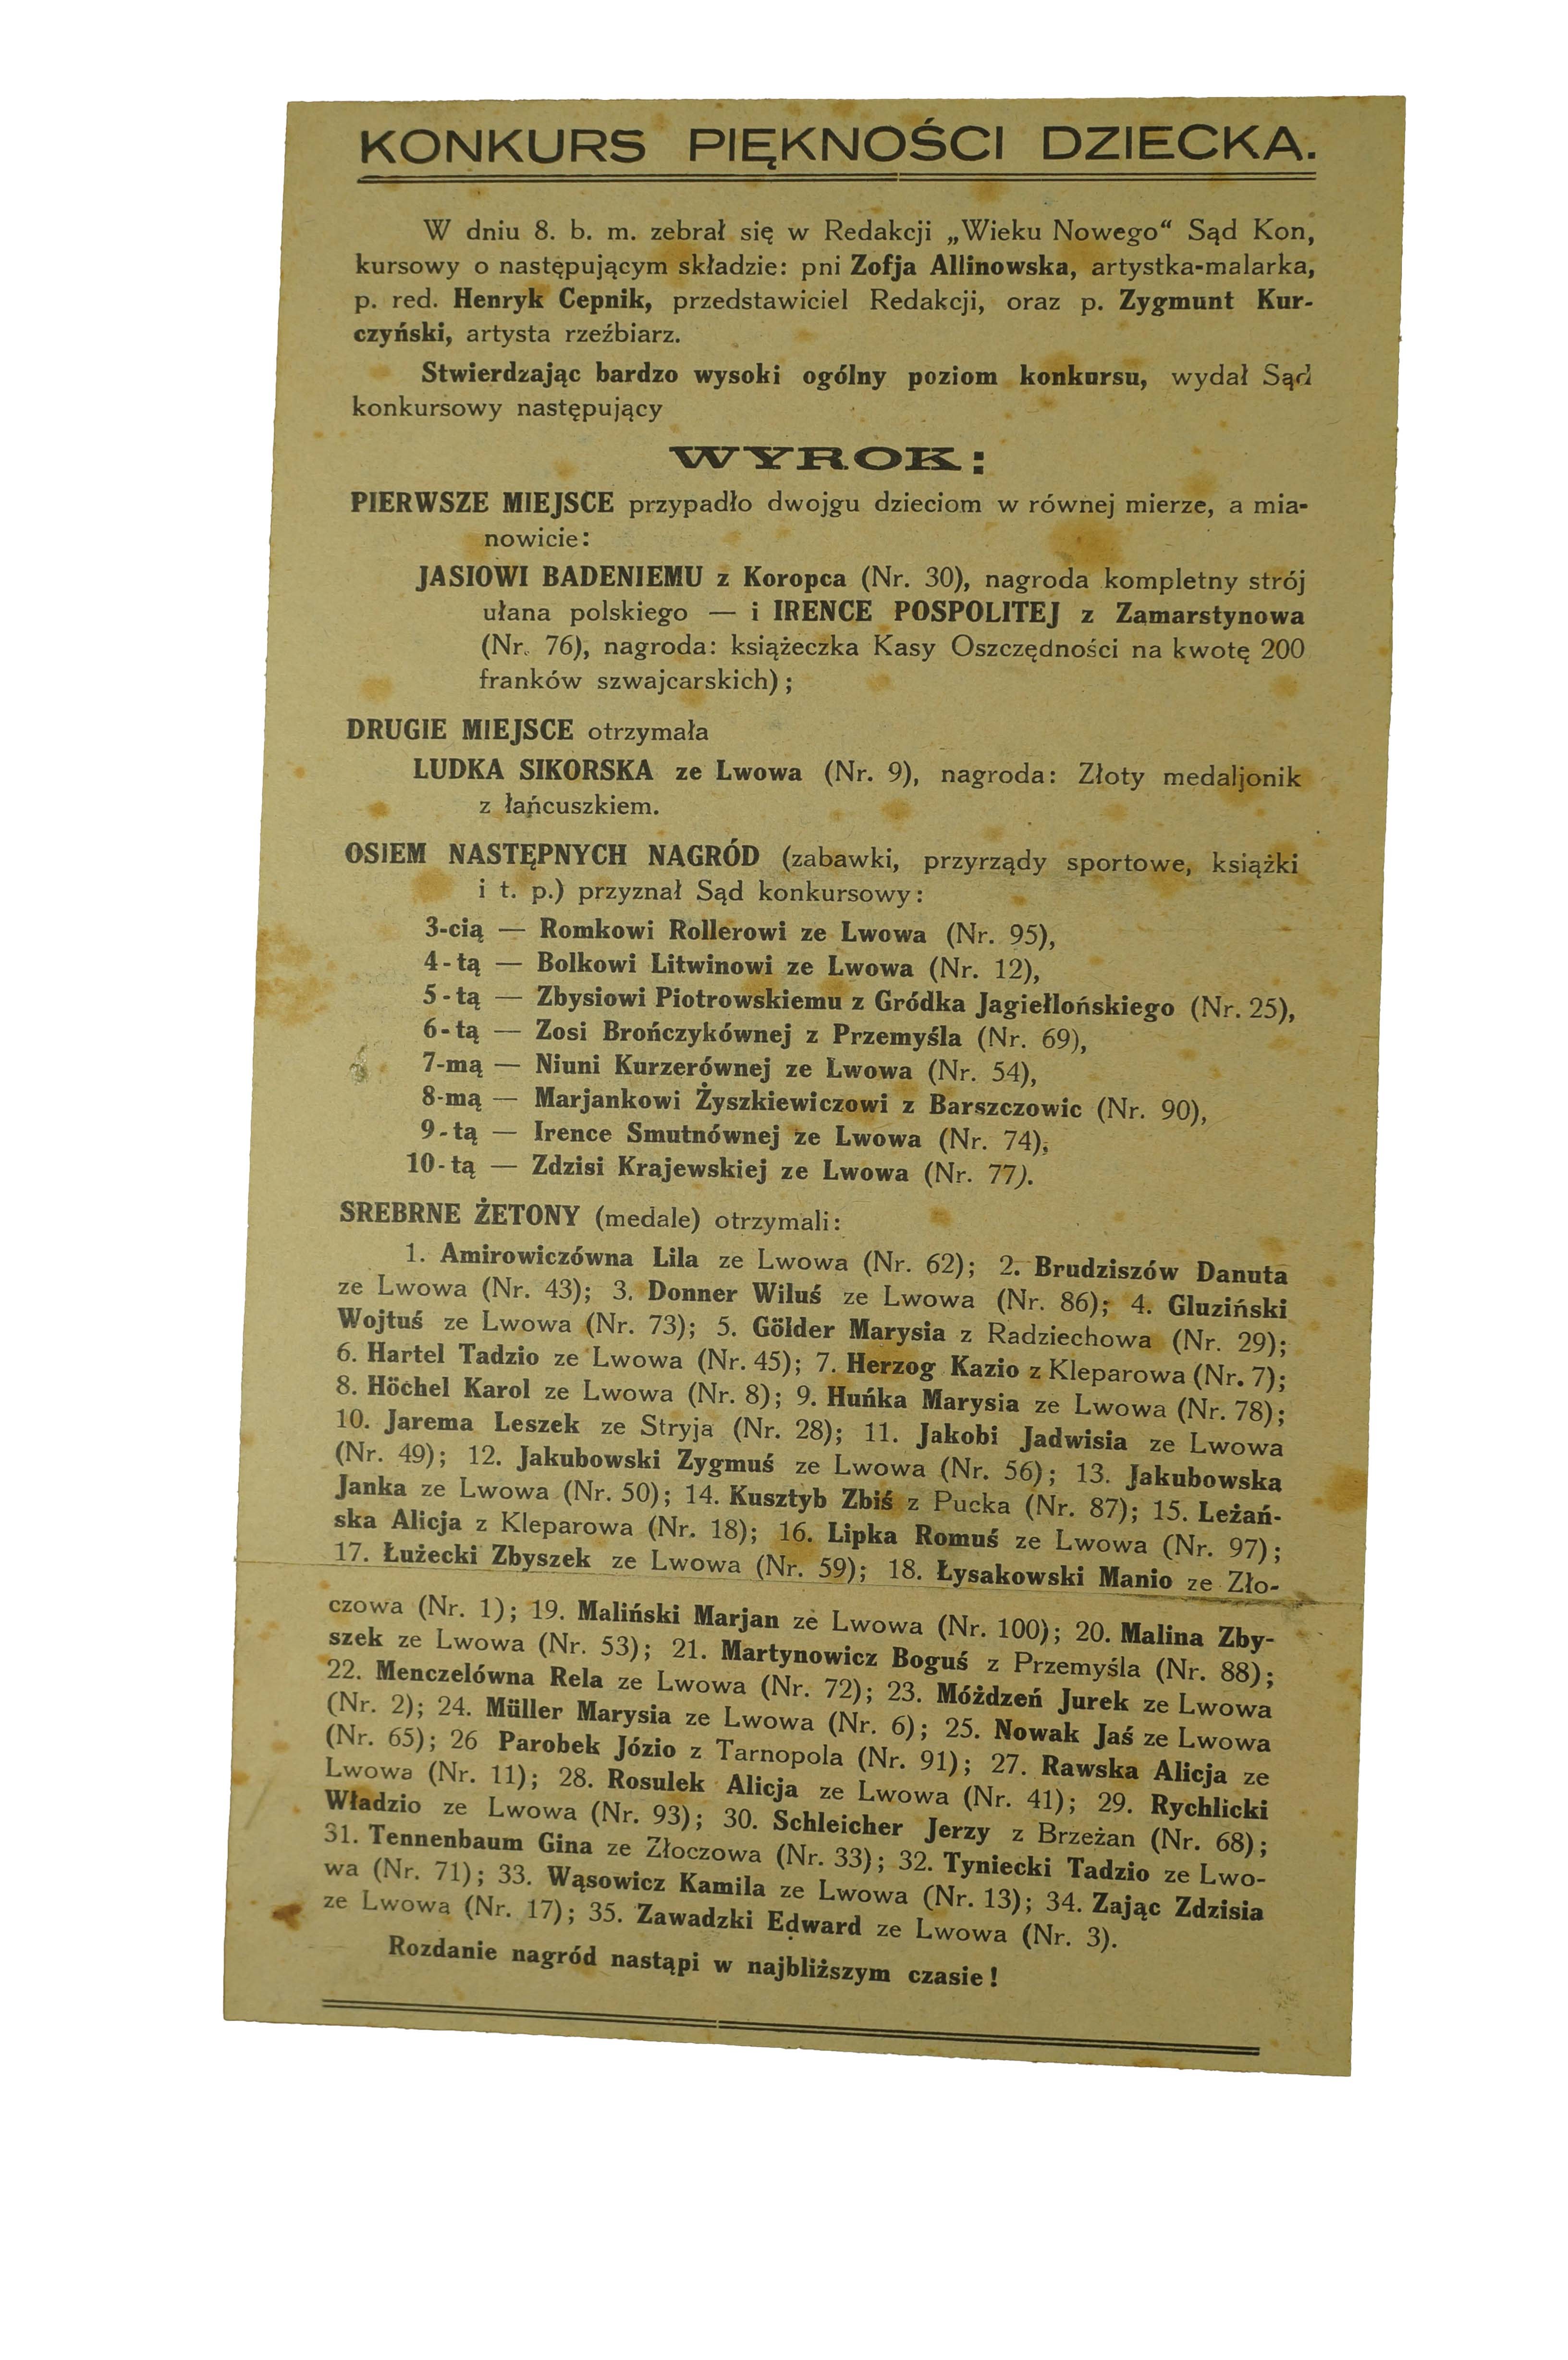 KONKURS PIĘKNOŚCI DZIECKA.
W dniu 8. b. m. zebrał się w Redakcji „Wieku Nowego“ Sąd Kon,
kursowy o następującym składzie: pni Zofja Allinowska, artystka-malarka,
p. red. Henryk Cepnik, przedstawiciel Redakcji, oraz p. Zygmunt Kur-
czyński, artysta rzeźbiarz.
Stwierdzając bardzo wysoki ogólny poziom konkursu, wydał Sąd
konkursowy następujący
WYROK:
PIERWSZE MIEJSCE przypadło dwojgu dzieciom w równej mierze, a mia-
nowicie:
JASIOWI BADENIEMU z Koropca (Nr. 30), nagroda kompletny strój
ułana polskiego — i IRENCE POSPOLITEJ z Zamarstynowa
(Nr. 76), nagroda: książeczka Kasy Oszczędności na kwotę 200
franków szwajcarskich);
DRUGIE MIEJSCE otrzymała
LUDKA SIKORSKA ze Lwowa (Nr. 9), nagroda: Złoty medaljonik
z łańcuszkiem.
OSIEM NASTĘPNYCH NAGRÓD (zabawki, przyrządy sportowe, książki
i t. p.) przyznał Sąd konkursowy:
3-cią — Romkowi Rollerowi ze Lwowa (Nr. 95),
4-tą — Bolkowi Litwinowi ze Lwowa (Nr. 12),
5-tą — Zbysiowi Piotrowskiemu z Gródka Jagiełlońskiego (Nr. 25),
6-tą — Zosi Brończykównej z Przemyśla (Nr. 69),
7-mą — Niuni Kurzerównej ze Lwowa (Nr. 54),
8-mą — Marjankowi Żyszkiewiczowi z Barszczowic (Nr. 90),
9-tą — Irence Smutnównej ze Lwowa (Nr. 74),
10-tą — Zdzisi Krajewskiej ze Lwowa (Nr. 77).
SREBRNE ŻETONY (medale) otrzymali:
1. Amirowiczówna Lila ze Lwowa (Nr. 62); 2. Brudziszów Danuta
ze Lwowa (Nr. 43); 3. Donner Wiluś ze Lwowa (Nr. 86); 4. Gluziński
Wojtuś ze Lwowa (Nr. 73); 5. Gölder Marysia z Radziechowa (Nr. 29);
6. Hartel Tadzio ze Lwowa (Nr. 45); 7. Herzog Kazio z Kleparowa (Nr. 7);
8. Höchel Karol ze Lwowa (Nr. 8); 9. Huńka Marysia ze Lwowa (Nr. 78);
10. Jarema Leszek ze Stryja (Nr. 28); 11. Jakobi Jadwisia ze Lwowa
(Nr. 49); 12. Jakubowski Zygmuś ze Lwowa (Nr. 56); 13. Jakubowska
Janka ze Lwowa (Nr. 50); 14. Kusztyb Zbiś z Pucka (Nr. 87); 15. Leżań-
ska Alicja z Kleparowa (Nr. 18); 16. Lipka Romuś ze Lwowa (Nr. 97);
17. Łużecki Zbyszek ze Lwowa (Nr. 59); 18. Łysakowski Manio ze Zło-
czowa (Nr. 1); 19. Maliński Marjan ze Lwowa (Nr. 100); 20. Malina Zby-
szek ze Lwowa (Nr. 53); 21. Martynowicz Boguś z Przemyśla (Nr. 88);
22. Menczelówna Rela ze Lwowa (Nr. 72); 23. Móżdzeń Jurek ze Lwowa
(Nr. 2); 24. Müller Marysia ze Lwowa (Nr. 6); 25. Nowak Jaś ze Lwowa
(Nr. 65); 26 Parobek Józio z Tarnopola (Nr. 91); 27. Rawska Alicja ze
Lwowa (Nr. 11); 28. Rosulek Alicja ze Lwowa (Nr. 41); 29. Rychlicki
Władzio ze Lwowa (Nr. 93); 30. Schleicher Jerzy z Brzeżan (Nr. 68);
31. Tennenbaum Gina ze Złoczowa (Nr. 33); 32. Tyniecki Tadzio ze Lwo-
wa (Nr. 71); 33. Wąsowicz Kamila ze Lwowa (Nr. 13); 34. Zając Zdzisia
ze Lwowa (Nr. 17); 35. Zawadzki Edward ze Lwowa (Nr. 3).
Rozdanie nagród nastąpi w najbliższym czasie!